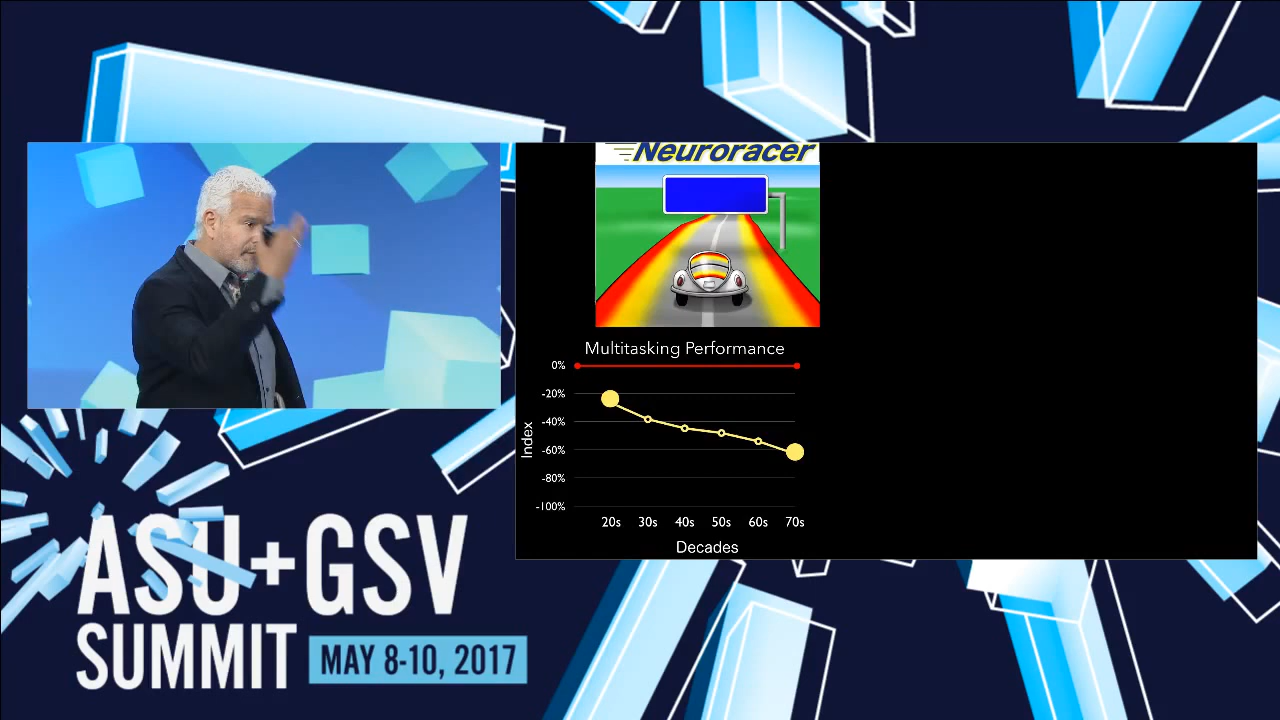 Neuroracer
Multitasking Performance
0%
-20%
-40%
-60%
-80%
-100%
Index
20s 30s 40s 50s 60s 70s
Decades
ASU+GSV
SUMMIT
MAY 8-10, 2017